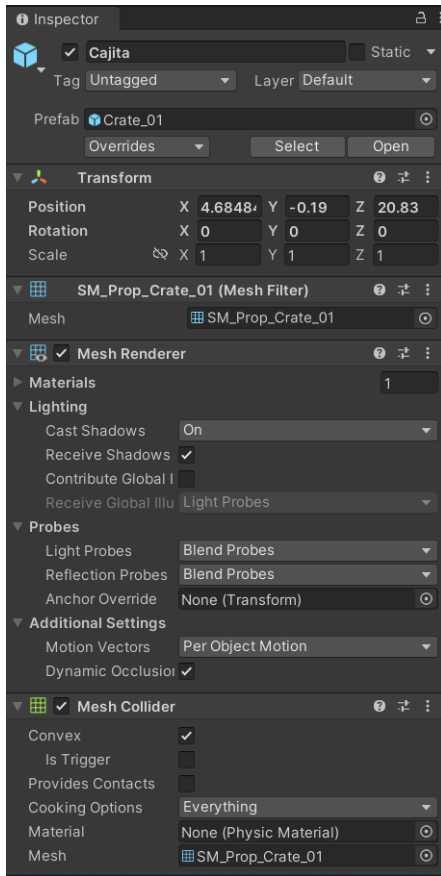 Inspector
Cajita Static
Tag Untagged Layer Default
Prefab Crate_01
Overrides Select Open
Transform
Position X 4.6848 Y -0.19 Z 20.83
Rotation X 0 Y 0 Z 0
Scale X 1 Y 1 Z 1
SM_Prop_Crate_01 (Mesh Filter)
Mesh SM_Prop_Crate_01
Mesh Renderer
Materials 1
Lighting
Cast Shadows On
Receive Shadows
Contribute Global I
Receive Global Illu Light Probes
Probes
Light Probes Blend Probes
Reflection Probes Blend Probes
Anchor Override None (Transform)
Additional Settings
Motion Vectors Per Object Motion
Dynamic Occlusion
Mesh Collider
Convex
Is Trigger
Provides Contacts
Cooking Options Everything
Material None (Physic Material)
Mesh SM_Prop_Crate_01